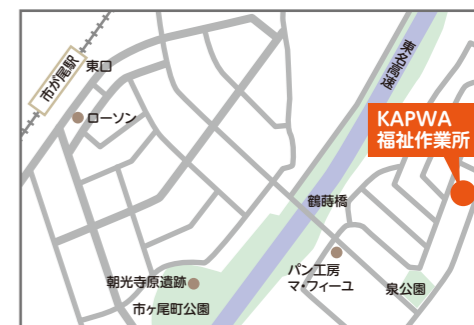 市が尾駅
東口
ローソン
東名高速
KAPWA
福祉作業所
鶴蒔橋
朝光寺原遺跡
市ヶ尾町公園
パン工房
マ・フィーユ
泉公園